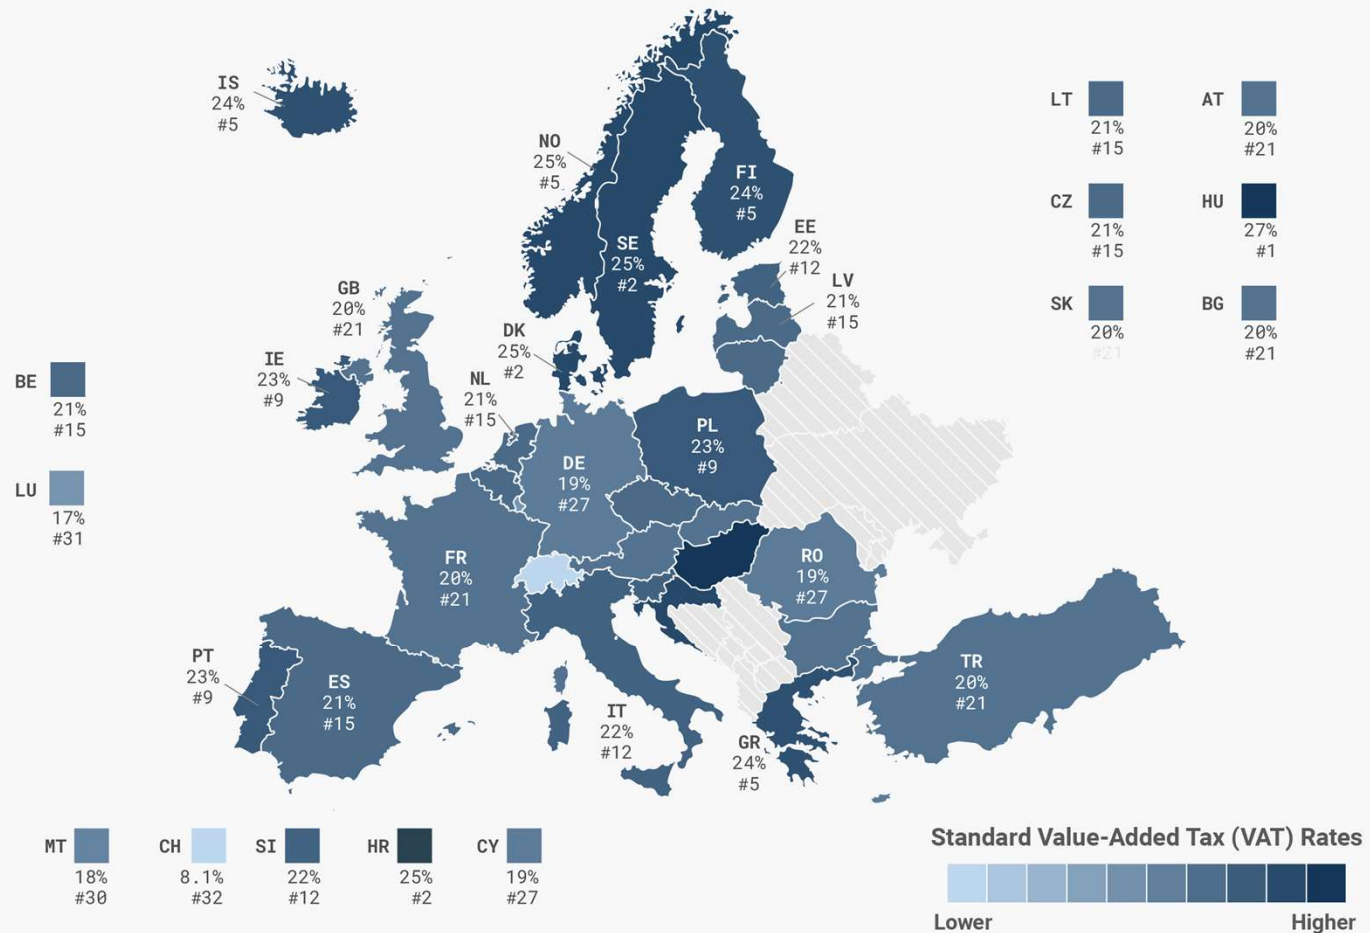 IS
24%
#5
NO
25%
#5
FI
24%
#5
SE
25%
#2
EE
22%
#12
LV
21%
#15
LT
21%
#15
AT
20%
#21
CZ
21%
#15
HU
27%
#1
SK
20%
#21
BG
20%
#21
GB
20%
#21
IE
23%
#9
DK
25%
#2
NL
21%
#15
BE
21%
#15
LU
17%
#31
PL
23%
#9
DE
19%
#27
FR
20%
#21
RO
19%
#27
PT
23%
#9
ES
21%
#15
IT
22%
#12
GR
24%
#5
TR
20%
#21
MT
18%
#30
CH
8.1%
#32
SI
22%
#12
HR
25%
#2
CY
19%
#27
Standard Value-Added Tax (VAT) Rates
Lower
Higher